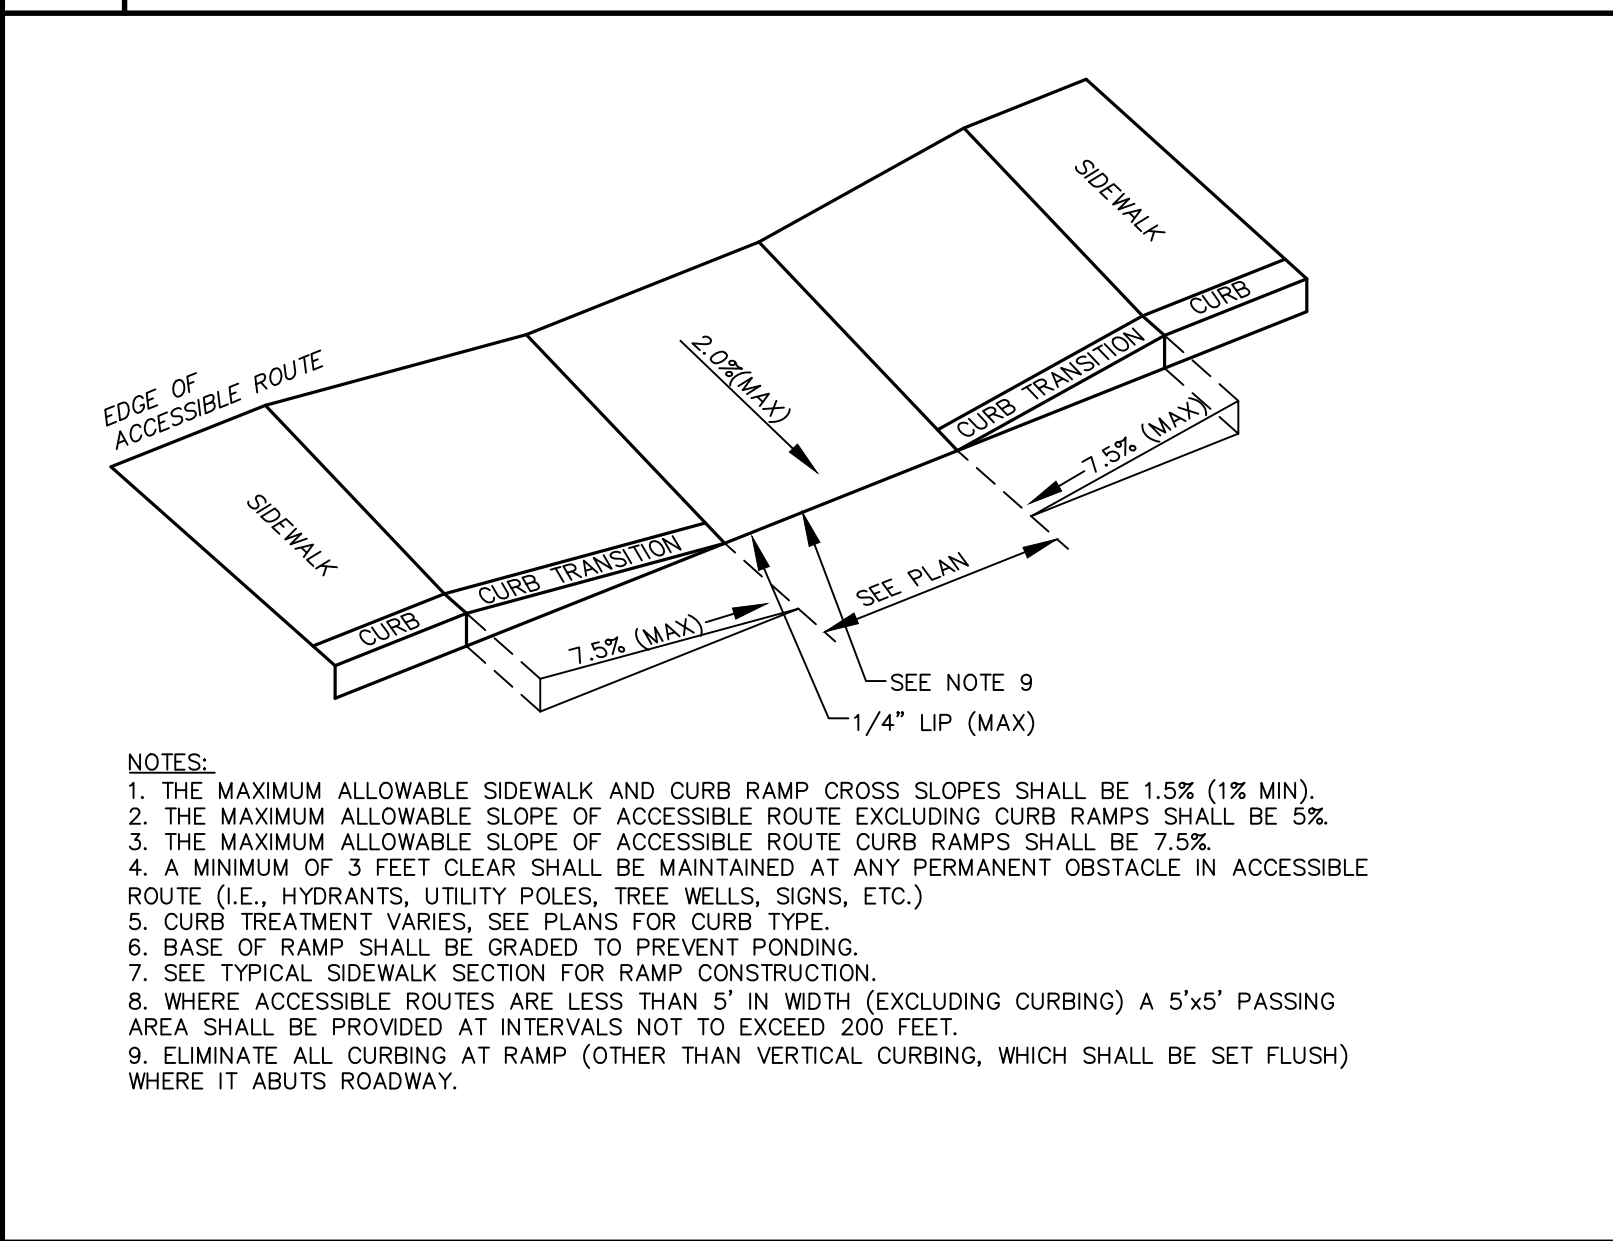 SIDEWALK
CURB
CURB TRANSITION
EDGE OF
ACCESSIBLE ROUTE
2.0%(MAX)
7.5% (MAX)
SIDEWALK
SEE PLAN
CURB TRANSITION
CURB
7.5% (MAX)
SEE NOTE 9
1/4” LIP (MAX)
NOTES:
1. THE MAXIMUM ALLOWABLE SIDEWALK AND CURB RAMP CROSS SLOPES SHALL BE 1.5% (1% MIN).
2. THE MAXIMUM ALLOWABLE SLOPE OF ACCESSIBLE ROUTE EXCLUDING CURB RAMPS SHALL BE 5%.
3. THE MAXIMUM ALLOWABLE SLOPE OF ACCESSIBLE ROUTE CURB RAMPS SHALL BE 7.5%.
4. A MINIMUM OF 3 FEET CLEAR SHALL BE MAINTAINED AT ANY PERMANENT OBSTACLE IN ACCESSIBLE
ROUTE (I.E., HYDRANTS, UTILITY POLES, TREE WELLS, SIGNS, ETC.)
5. CURB TREATMENT VARIES, SEE PLANS FOR CURB TYPE.
6. BASE OF RAMP SHALL BE GRADED TO PREVENT PONDING.
7. SEE TYPICAL SIDEWALK SECTION FOR RAMP CONSTRUCTION.
8. WHERE ACCESSIBLE ROUTES ARE LESS THAN 5' IN WIDTH (EXCLUDING CURBING) A 5'x5' PASSING
AREA SHALL BE PROVIDED AT INTERVALS NOT TO EXCEED 200 FEET.
9. ELIMINATE ALL CURBING AT RAMP (OTHER THAN VERTICAL CURBING, WHICH SHALL BE SET FLUSH)
WHERE IT ABUTS ROADWAY.